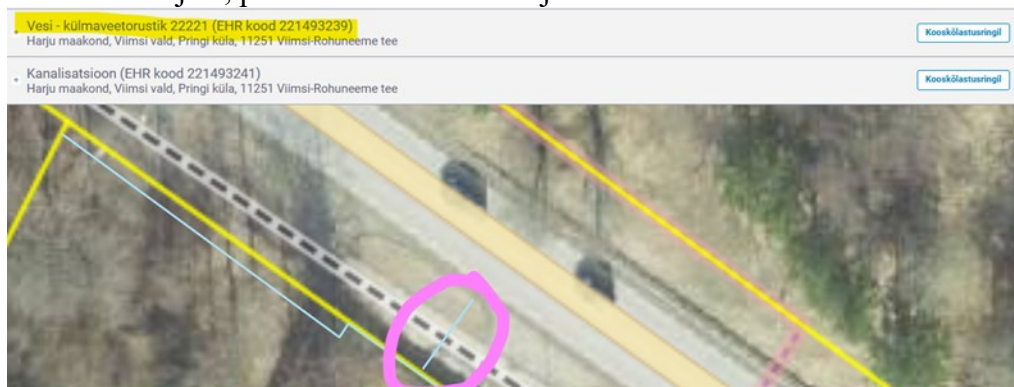 Vesi - külmaveetorustik 22221 (EHR kood 221493239)
Harju maakond, Viimsi vald, Pringi küla, 11251 Viimsi-Rohuneeme tee
Kooskõlastusringil
Kanalisatsioon (EHR kood 221493241)
Harju maakond, Viimsi vald, Pringi küla, 11251 Viimsi-Rohuneeme tee
Kooskõlastusringil